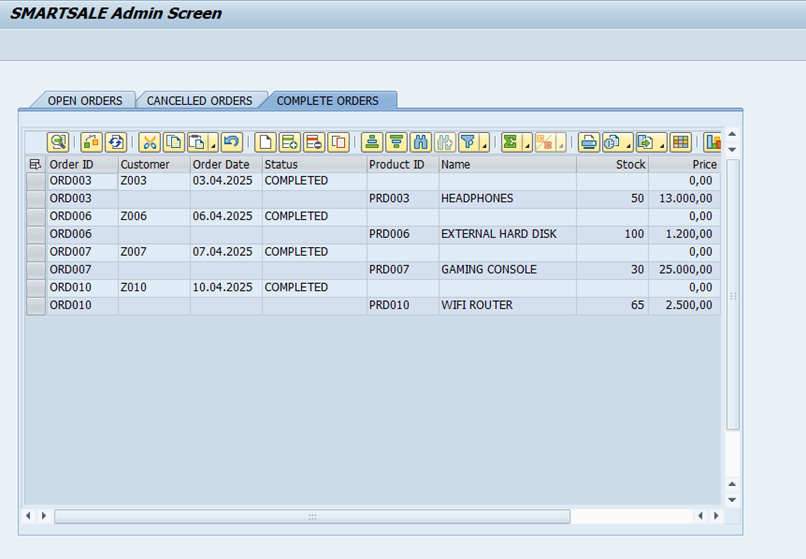 SMARTSALE Admin Screen
OPEN ORDERS CANCELLED ORDERS COMPLETE ORDERS
Order ID Customer Order Date Status Product ID Name Stock Price
ORD003 Z003 03.04.2025 COMPLETED 0,00
ORD003 PRD003 HEADPHONES 50 13.000,00
ORD006 Z006 06.04.2025 COMPLETED 0,00
ORD006 PRD006 EXTERNAL HARD DISK 100 1.200,00
ORD007 Z007 07.04.2025 COMPLETED 0,00
ORD007 PRD007 GAMING CONSOLE 30 25.000,00
ORD010 Z010 10.04.2025 COMPLETED 0,00
ORD010 PRD010 WIFI ROUTER 65 2.500,00